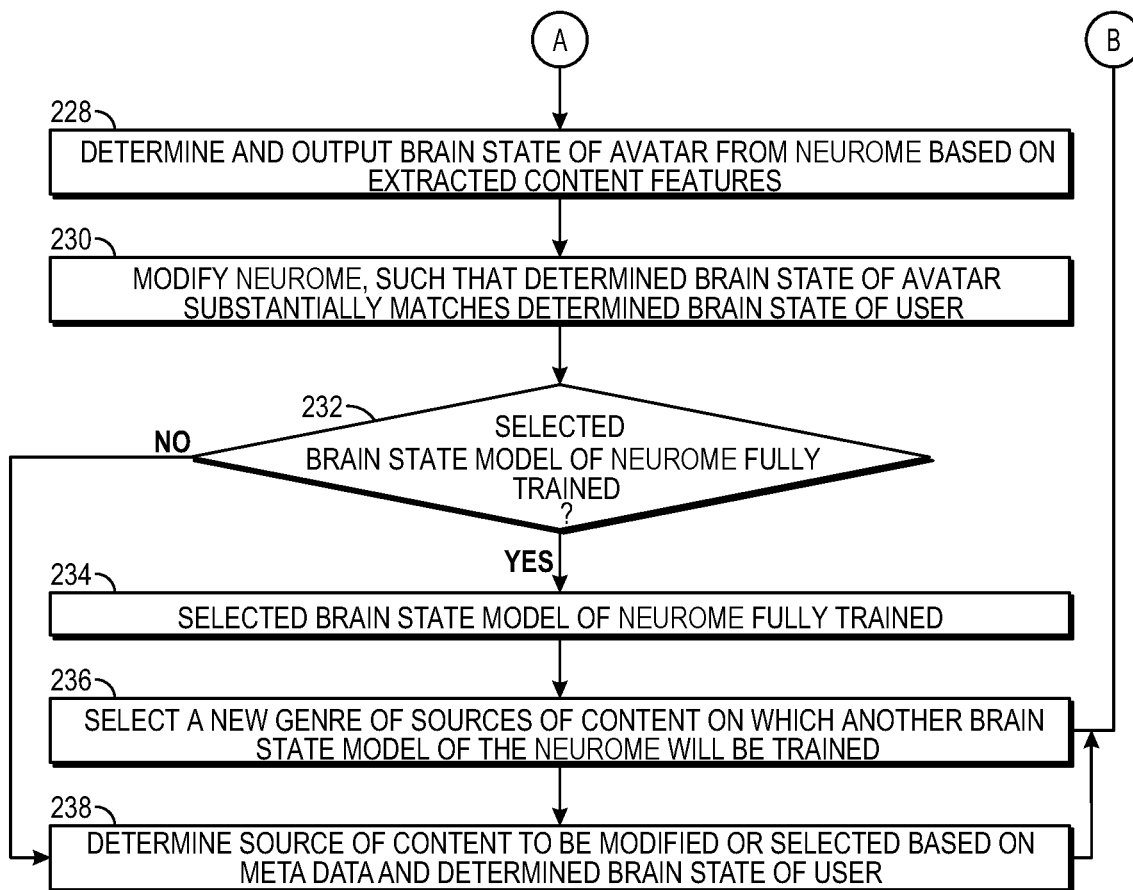 A
B
228
DETERMINE AND OUTPUT BRAIN STATE OF AVATAR FROM NEUROME BASED ON
EXTRACTED CONTENT FEATURES
230
MODIFY NEUROME, SUCH THAT DETERMINED BRAIN STATE OF AVATAR
SUBSTANTIALLY MATCHES DETERMINED BRAIN STATE OF USER
232
NO
SELECTED
BRAIN STATE MODEL OF NEUROME FULLY
TRAINED
?
YES
234
SELECTED BRAIN STATE MODEL OF NEUROME FULLY TRAINED
236
SELECT A NEW GENRE OF SOURCES OF CONTENT ON WHICH ANOTHER BRAIN
STATE MODEL OF THE NEUROME WILL BE TRAINED
238
DETERMINE SOURCE OF CONTENT TO BE MODIFIED OR SELECTED BASED ON
META DATA AND DETERMINED BRAIN STATE OF USER